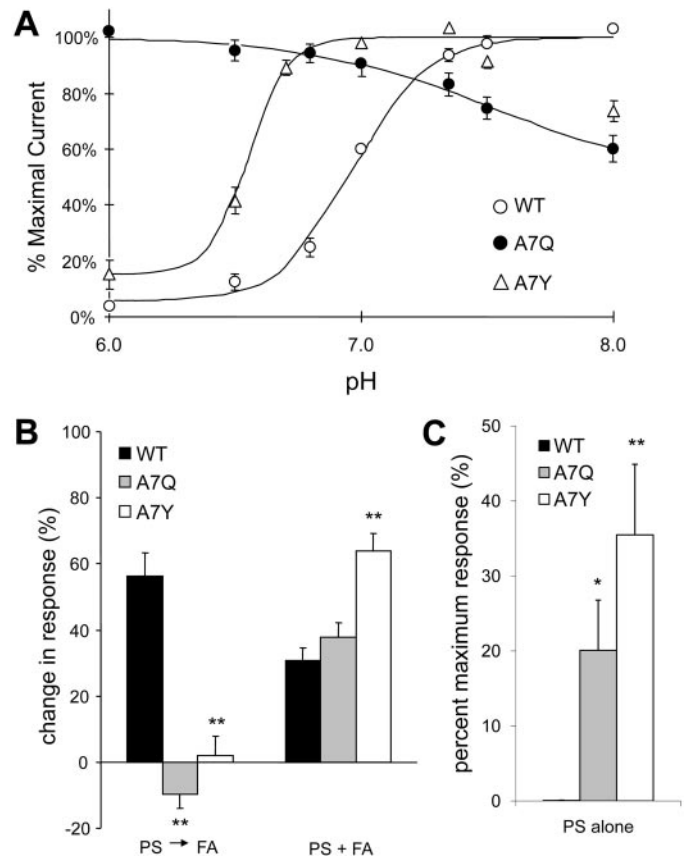 A
% Maximal Current
100%
80%
60%
40%
20%
0%
6.0 7.0 8.0
pH
WT
A7Q
A7Y
B
change in response (%)
100
80
60
40
20
0
-20
WT
A7Q
A7Y
**
**
**
PS → FA
PS + FA
C
percent maximum response (%)
50
40
30
20
10
0
WT
A7Q
A7Y
*
**
PS alone